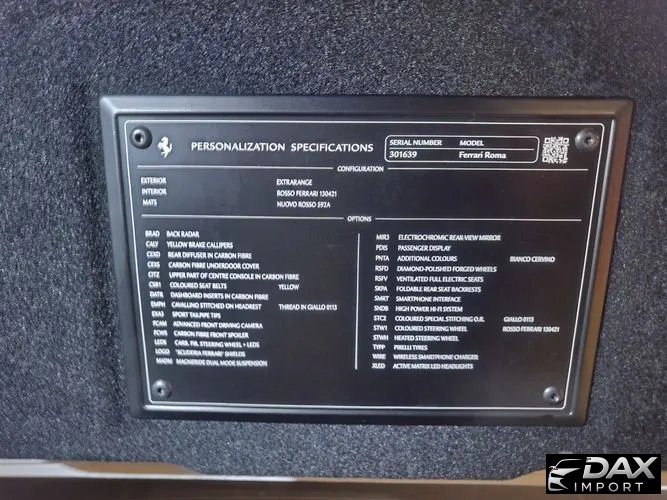 PERSONALIZATION SPECIFICATIONS
SERIAL NUMBER MODEL
301639 Ferrari Roma
CONFIGURATION
EXTERIOR EXTRARANGE
INTERIOR ROSSO FERRARI 130421
MATS NUOVO ROSSO 592A
OPTIONS
BRAD BACK RADAR
CALY YELLOW BRAKE CALLIPERS
CEXD REAR DIFFUSER IN CARBON FIBRE
CEXS CARBON FIBRE UNDERDOOR COVER
CITZ UPPER PART OF CENTRE CONSOLE IN CARBON FIBRE
CSB1 COLOURED SEAT BELTS YELLOW
DATB DASHBOARD INSERTS IN CARBON FIBRE
EMPH CAVALLINO STITCHED ON HEADREST THREAD IN GIALLO 0113
EXA3 SPORT TAILPIPE TIPS
FCAM ADVANCED FRONT DRIVING CAMERA
FCWS CARBON FIBRE FRONT SPOILER
LEDS CARB. FIB. STEERING WHEEL + LEDS
LOGO "SCUDERIA FERRARI" SHIELDS
MADM MAGNERIDE DUAL MODE SUSPENSION
MIR3 ELECTROCHROMIC REAR-VIEW MIRROR
PDIS PASSENGER DISPLAY
PNTA ADDITIONAL COLOURS BIANCO CERVINO
RSFD DIAMOND-POLISHED FORGED WHEELS
RSFV VENTILATED FULL ELECTRIC SEATS
SKPA FOLDABLE REAR SEAT BACKRESTS
SMRT SMARTPHONE INTERFACE
SNDB HIGH POWER HI-FI SYSTEM
STC2 COLOURED SPECIAL STITCHING O.R. GIALLO 0113
STW1 COLOURED STEERING WHEEL ROSSO FERRARI 130421
STWH HEATED STEERING WHEEL
TYPP PIRELLI TYRES
WIRE WIRELESS SMARTPHONE CHARGER
XLED ACTIVE MATRIX LED HEADLIGHTS
DAX
IMPORT